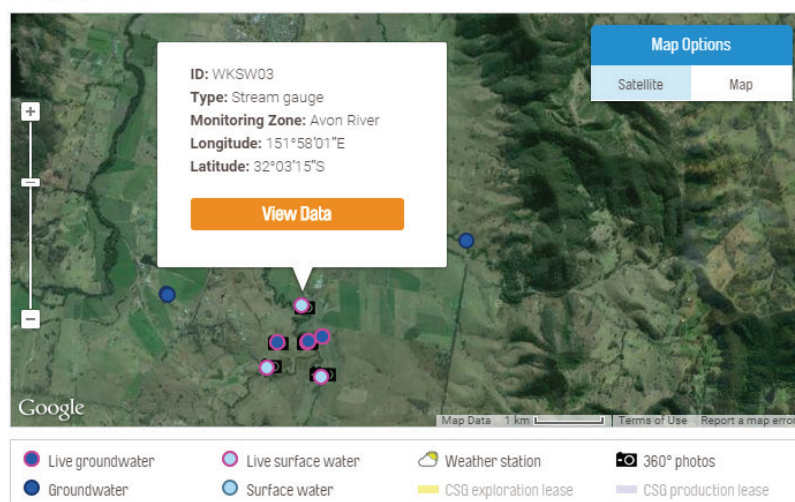 Map Options
Satellite Map
ID: WKSW03
Type: Stream gauge
Monitoring Zone: Avon River
Longitude: 151°58'01"E
Latitude: 32°03'15"S
View Data
+
−
Google
Map Data 1 km Terms of Use Report a map error
Live groundwater Live surface water Weather station 360° photos
Groundwater Surface water CSG exploration lease CSG production lease